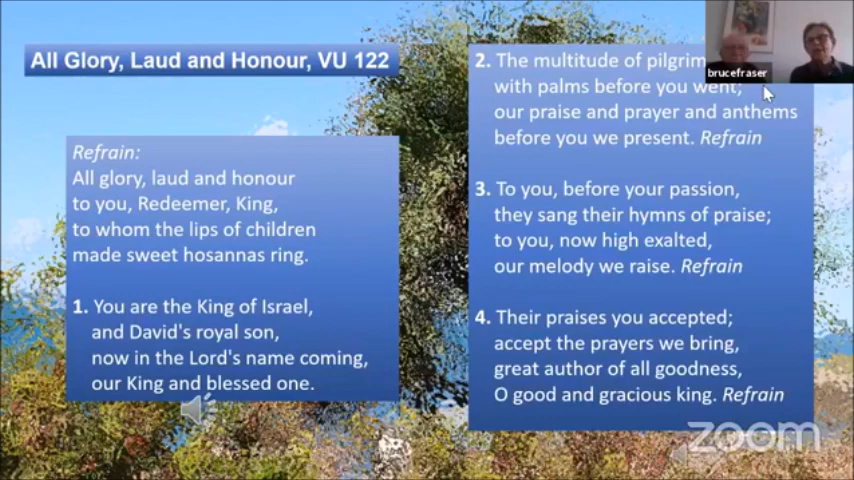 All Glory, Laud and Honour, VU 122
Refrain:
All glory, laud and honour
to you, Redeemer, King,
to whom the lips of children
made sweet hosannas ring.
1. You are the King of Israel,
and David's royal son,
now in the Lord's name coming,
our King and blessed one.
2. The multitude of
with palms before you went;
our praise and prayer and anthems
before you we present. Refrain
3. To you, before your passion,
they sang their hymns of praise;
to you, now high exalted,
our melody we raise. Refrain
4. Their praises you accepted;
accept the prayers we bring,
great author of all goodness,
O good and gracious king. Refrain
brucefraser
zoom